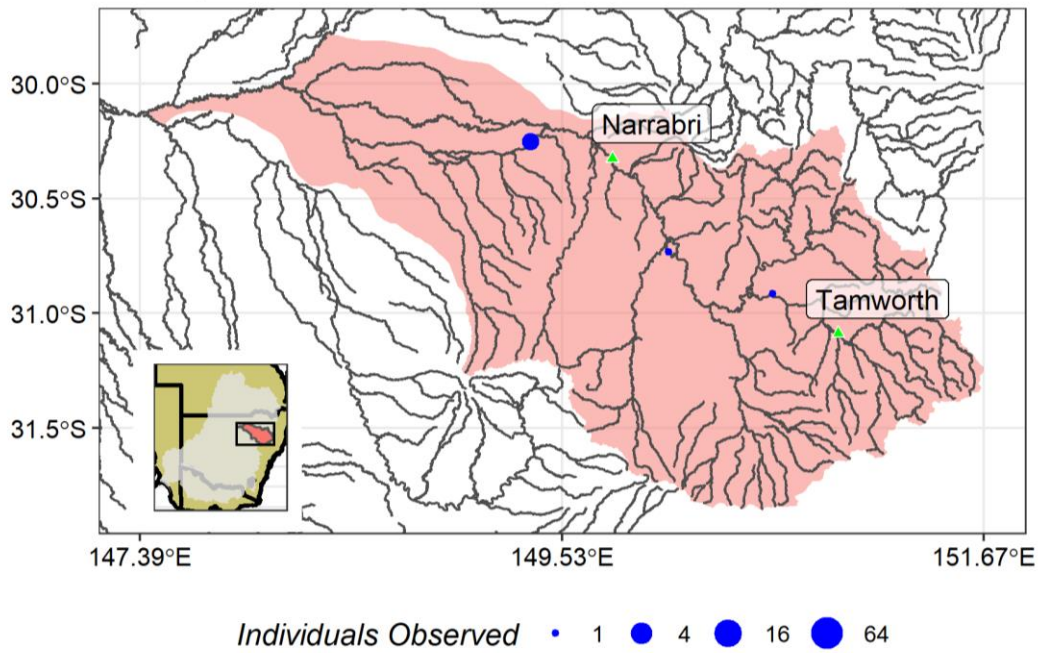 30.0°S
Narrabri
30.5°S
31.0°S
Tamworth
31.5°S
147.39°E 149.53°E 151.67°E
Individuals Observed 1 4 16 64